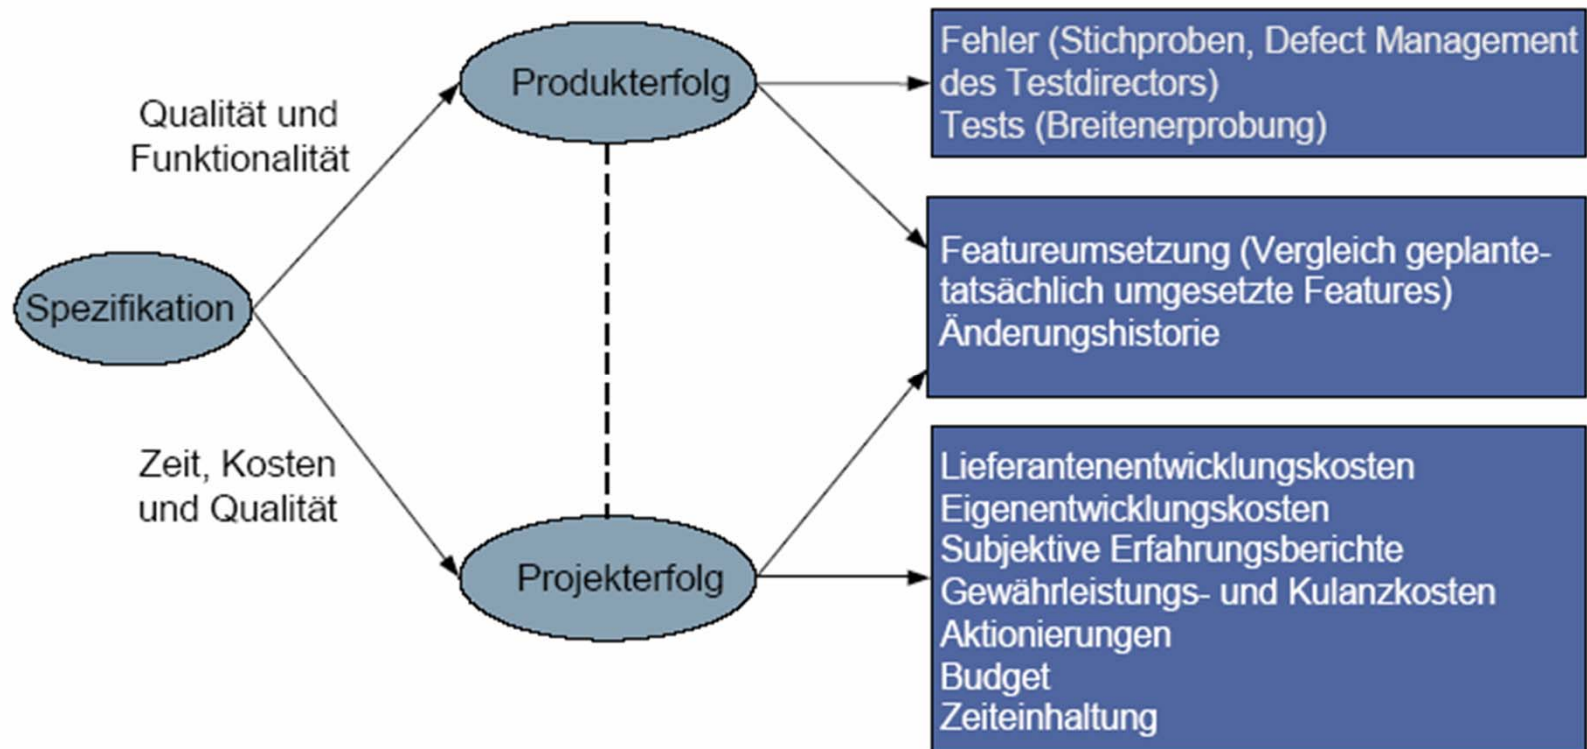 Qualität und
Funktionalität
Spezifikation
Zeit, Kosten
und Qualität
Produkterfolg
Projekterfolg
Fehler (Stichproben, Defect Management
des Testdirectors)
Tests (Breitenerprobung)
Featureumsetzung (Vergleich geplante-
tatsächlich umgesetzte Features)
Änderungshistorie
Lieferantenentwicklungskosten
Eigenentwicklungskosten
Subjektive Erfahrungsberichte
Gewährleistungs- und Kulanzkosten
Aktionierungen
Budget
Zeiteinhaltung